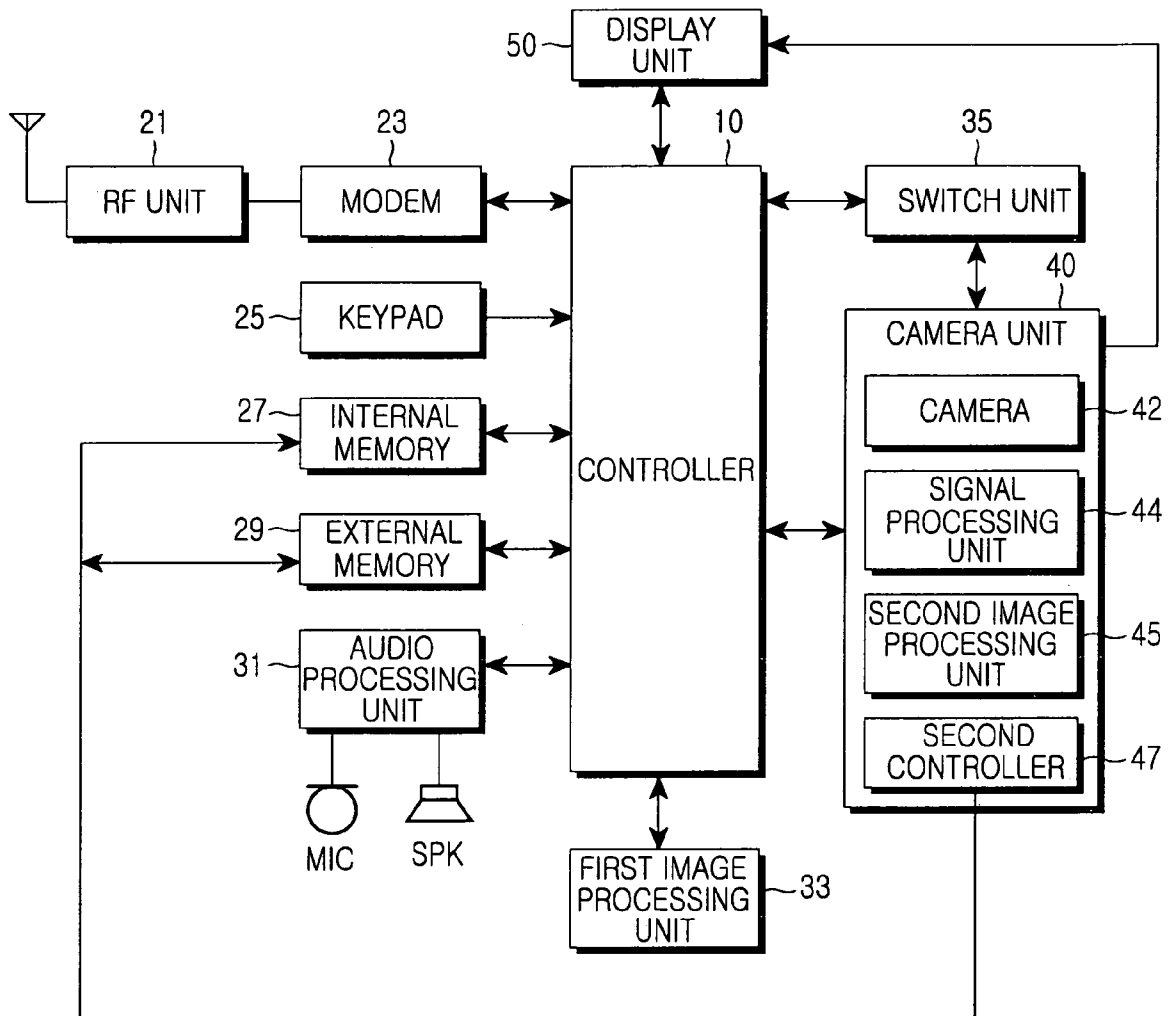 50
DISPLAY
UNIT
21
23
10
35
RF UNIT
MODEM
SWITCH UNIT
25
KEYPAD
40
CAMERA UNIT
27
INTERNAL
MEMORY
CAMERA
42
CONTROLLER
SIGNAL
PROCESSING
UNIT
44
29
EXTERNAL
MEMORY
SECOND IMAGE
PROCESSING
UNIT
45
31
AUDIO
PROCESSING
UNIT
SECOND
CONTROLLER
47
MIC
SPK
FIRST IMAGE
PROCESSING
UNIT
33